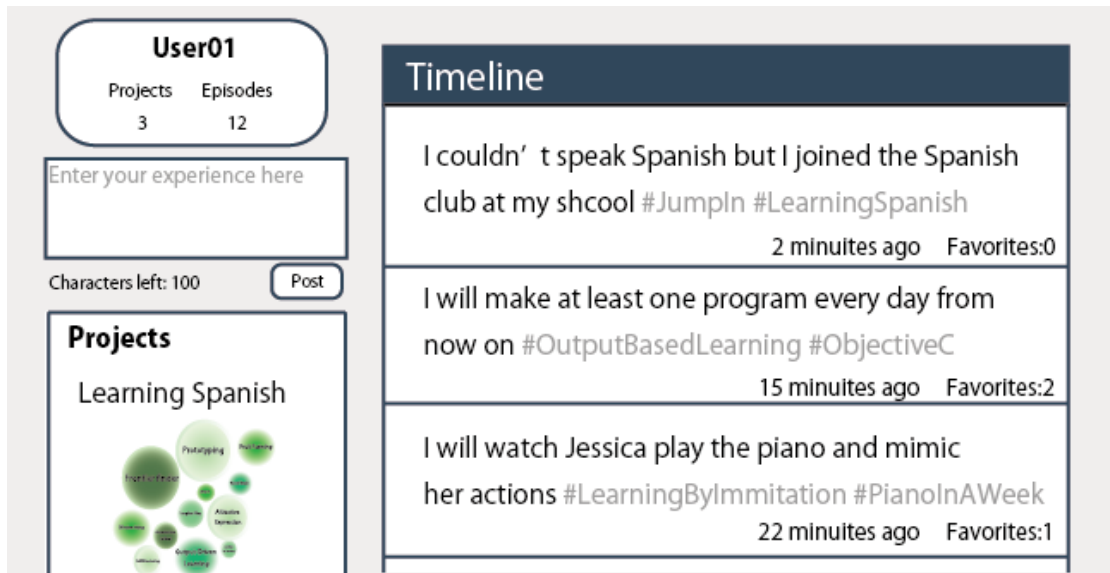 User01
Projects Episodes
3 12
Enter your experience here
Characters left: 100 Post
Projects
Learning Spanish
Prototyping
Output Driven
Learning
Timeline
I couldn’ t speak Spanish but I joined the Spanish
club at my shcool #JumpIn #LearningSpanish
2 minuites ago Favorites:0
I will make at least one program every day from
now on #OutputBasedLearning #ObjectiveC
15 minuites ago Favorites:2
I will watch Jessica play the piano and mimic
her actions #LearningByImmitation #PianoInAWeek
22 minuites ago Favorites:1